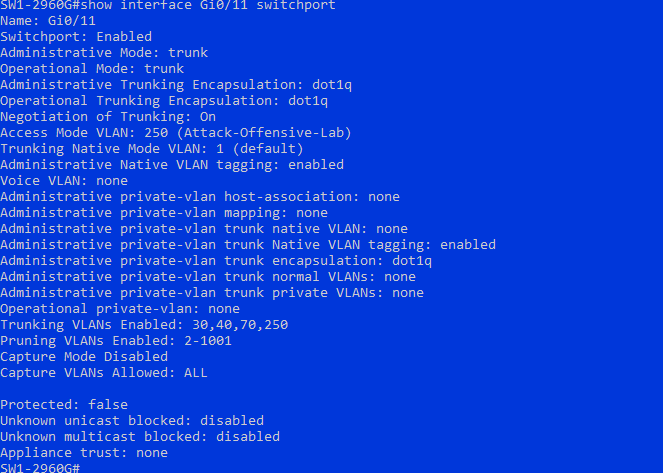 SW1-2960G#show interface Gi0/11 switchport
Name: Gi0/11
Switchport: Enabled
Administrative Mode: trunk
Operational Mode: trunk
Administrative Trunking Encapsulation: dot1q
Operational Trunking Encapsulation: dot1q
Negotiation of Trunking: On
Access Mode VLAN: 250 (Attack-Offensive-Lab)
Trunking Native Mode VLAN: 1 (default)
Administrative Native VLAN tagging: enabled
Voice VLAN: none
Administrative private-vlan host-association: none
Administrative private-vlan mapping: none
Administrative private-vlan trunk native VLAN: none
Administrative private-vlan trunk Native VLAN tagging: enabled
Administrative private-vlan trunk encapsulation: dot1q
Administrative private-vlan trunk normal VLANs: none
Administrative private-vlan trunk private VLANs: none
Operational private-vlan: none
Trunking VLANs Enabled: 30,40,70,250
Pruning VLANs Enabled: 2-1001
Capture Mode Disabled
Capture VLANs Allowed: ALL

Protected: false
Unknown unicast blocked: disabled
Unknown multicast blocked: disabled
Appliance trust: none
SW1-2960G#